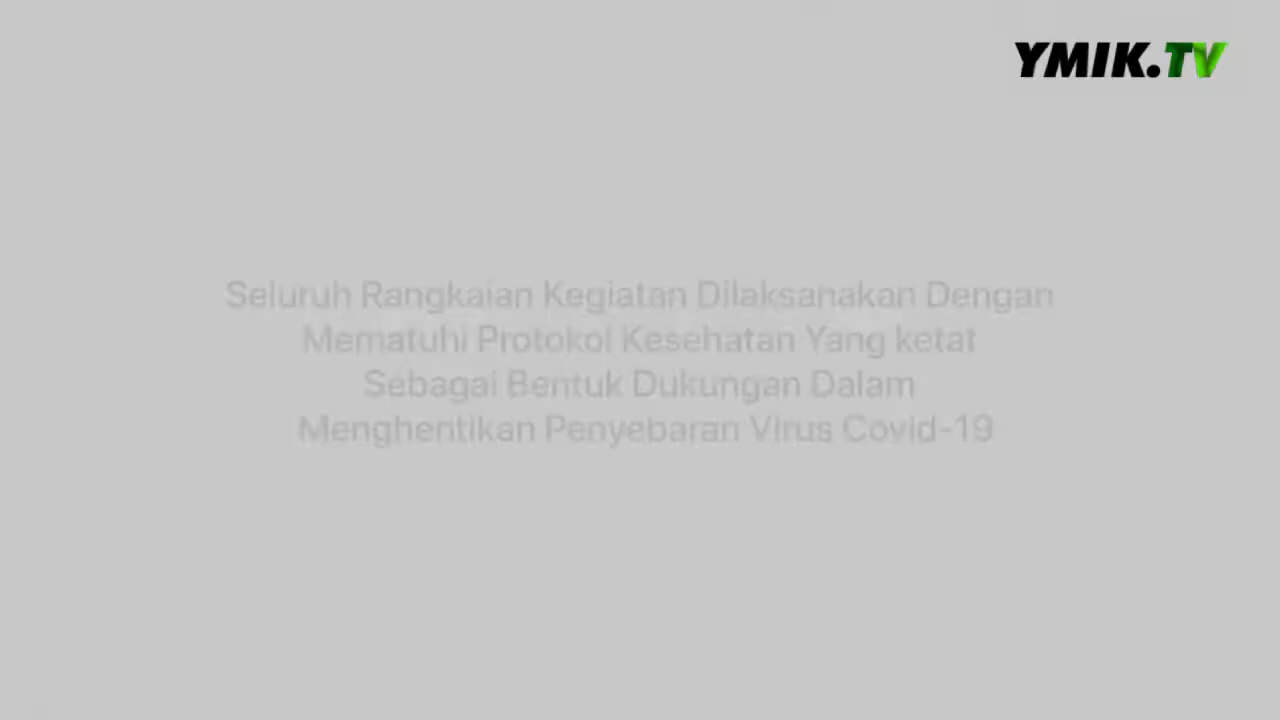 YMIK.TV
Seluruh Rangkaian Kegiatan Dilaksanakan Dengan
Mematuhi Protokol Kesehatan Yang ketat
Sebagai Bentuk Dukungan Dalam
Menghentikan Penyebaran Virus Covid-19